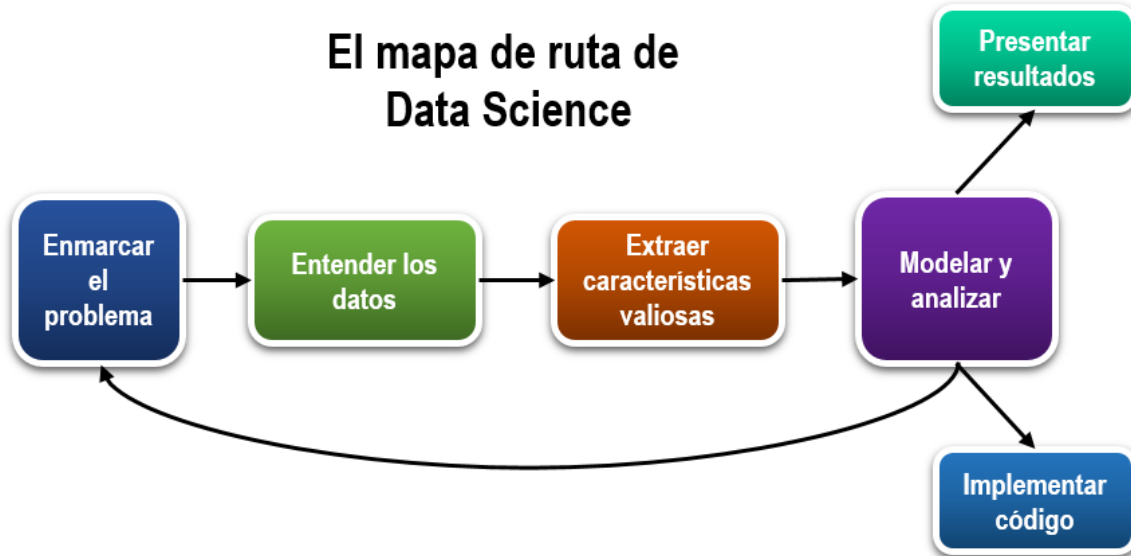 El mapa de ruta de
Data Science
Presentar
resultados
Enmarcar
el
problema
Entender los
datos
Extraer
características
valiosas
Modelar y
analizar
Implementar
código